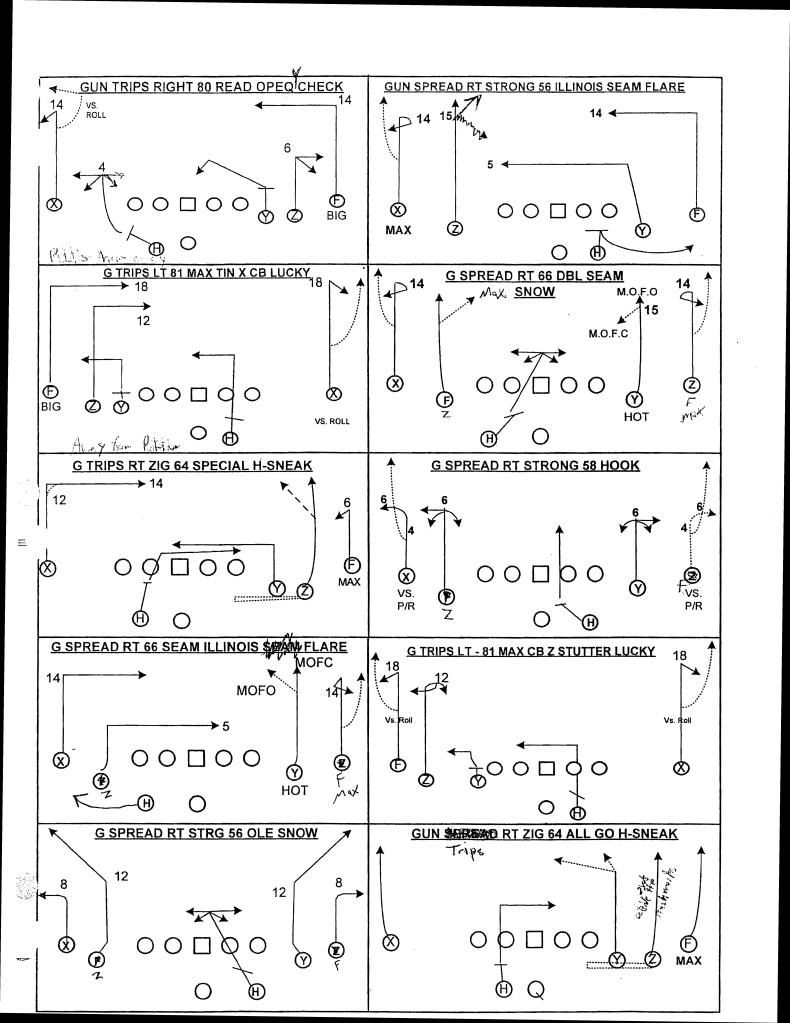 GUN TRIPS RIGHT 80 READ OPEQ Y CHECK
14
VS.
ROLL
14
4
6
X
H
Y
Z
F
BIG
GUN SPREAD RT STRONG 56 ILLINOIS SEAM FLARE
14
15
14
5
X
MAX
Z
H
Y
F
G TRIPS LT 81 MAX TIN X CB LUCKY
18
12
18
F
BIG
Z
Y
H
X
VS. ROLL
G SPREAD RT 66 DBL SEAM
SNOW
Max
14
M.O.F.O
15
M.O.F.C
14
X
F
Z
H
Y
HOT
Z
F
Max
G TRIPS RT ZIG 64 SPECIAL H-SNEAK
12
14
6
X
H
Y
Z
F
MAX
G SPREAD RT STRONG 58 HOOK
6
4
6
6
6
4
X
VS.
P/R
Z
H
Y
F
Z
VS.
P/R
G SPREAD RT 66 SEAM ILLINOIS SEAM FLARE
MOFC
14
MOFO
14
5
X
Z
H
Y
HOT
F
Max
G TRIPS LT - 81 MAX CB Z STUTTER LUCKY
18
12
18
Vs. Roll
Vs. Roll
F
Z
Y
H
X
G SPREAD RT STRG 56 OLE SNOW
8
12
12
8
X
F
Z
H
Y
Z
F
GUN SPREAD RT ZIG 64 ALL GO H-SNEAK
Trips
X
H
Q
Y
Z
F
MAX